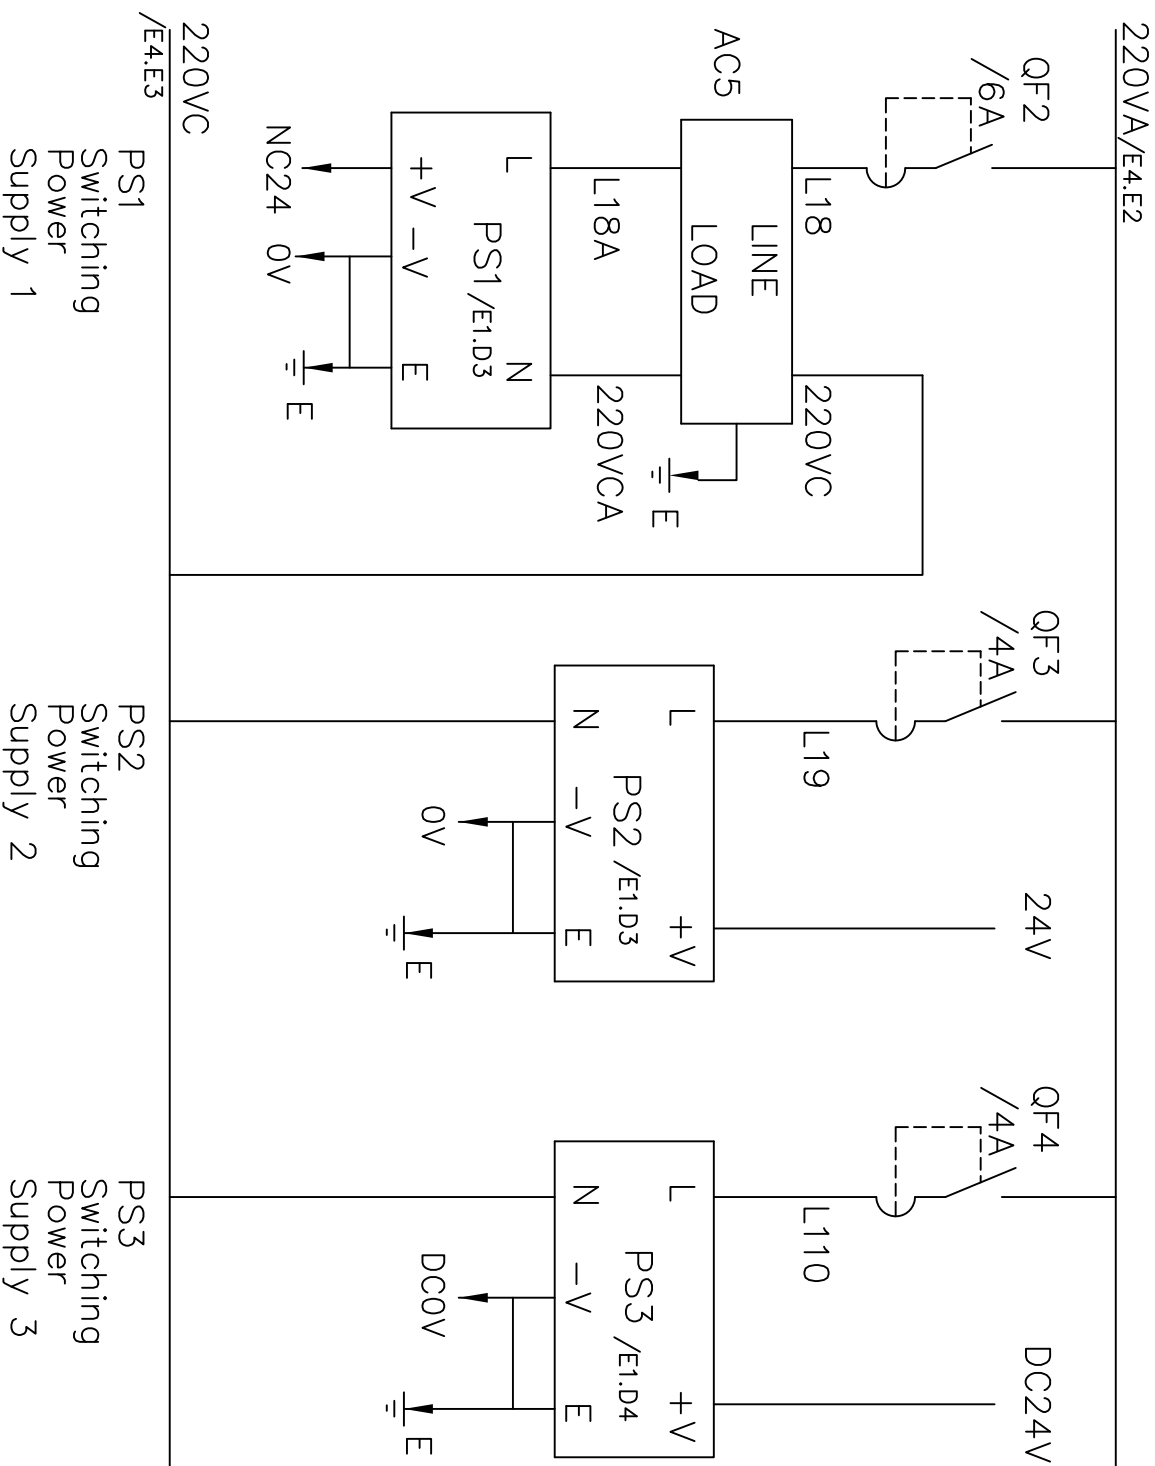 220VA/E4.E2
QF2
/6A
L18
220VC
AC5
LINE
LOAD
E
L18A
220VCA
L
N
PS1/E1.D3
+V
-V
E
NC24
0V
E
QF3
/4A
24V
L19
L
+V
PS2/E1.D3
N
-V
E
0V
E
QF4
/4A
DC24V
L110
L
+V
PS3/E1.D4
N
-V
E
DC0V
E
220VC
/E4.E3
PS1
Switching
Power
Supply 1
PS2
Switching
Power
Supply 2
PS3
Switching
Power
Supply 3